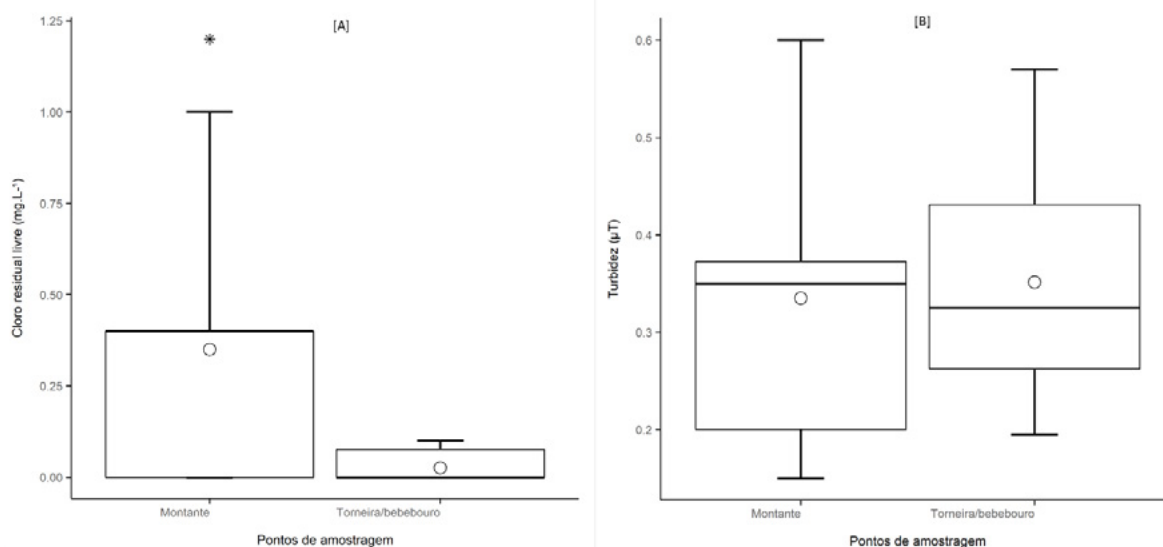 [A]
1.25
1.00
0.75
0.50
0.25
0.00
Cloro residual livre (mg.L-¹)
Montante
Torneira/bebebouro
Pontos de amostragem
[B]
0.6
0.5
0.4
0.3
0.2
Turbidez (µT)
Montante
Torneira/bebebouro
Pontos de amostragem